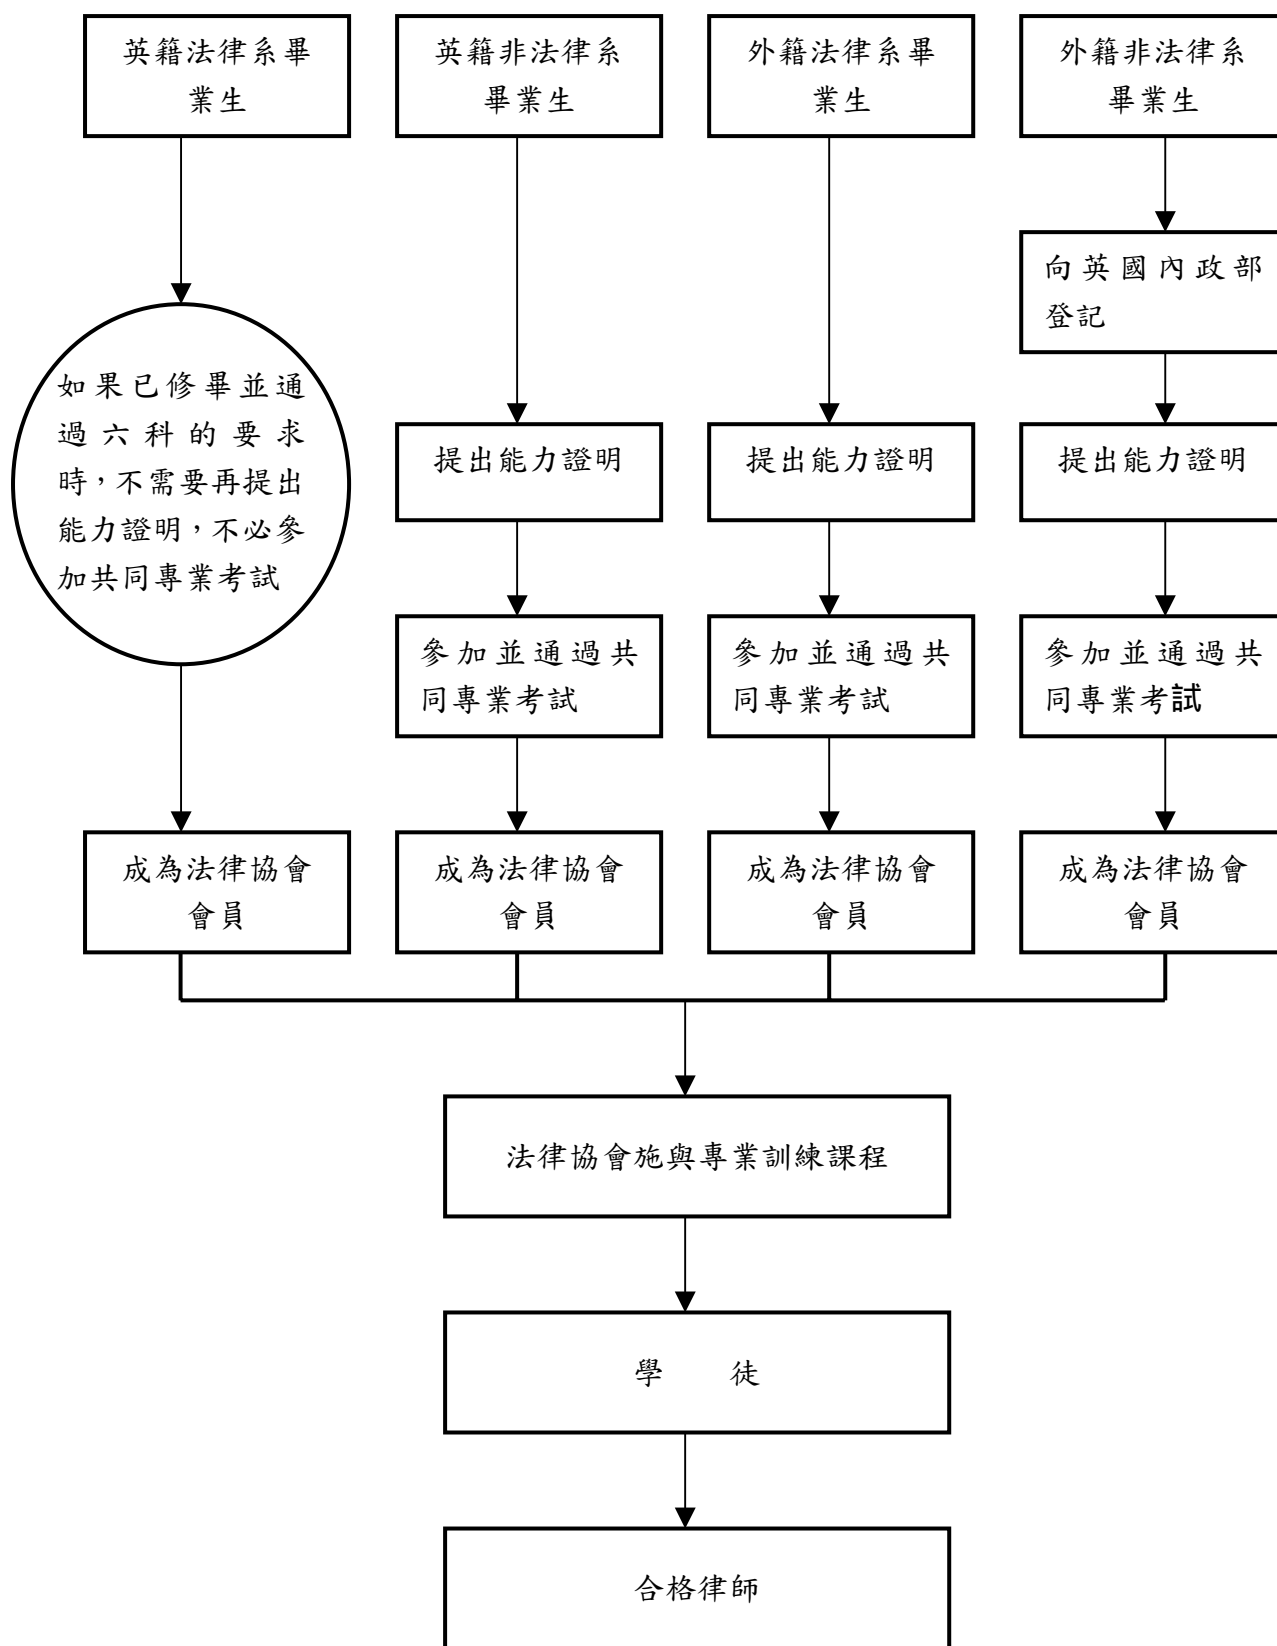 英籍法律系畢
業生
英籍非法律系
畢業生
外籍法律系畢
業生
外籍非法律系
畢業生
向英國內政部
登記
如果已修畢並通
過六科的要求
時，不需要再提出
能力證明，不必參
加共同專業考試
提出能力證明
提出能力證明
提出能力證明
參加並通過共
同專業考試
參加並通過共
同專業考試
參加並通過共
同專業考試
成為法律協會
會員
成為法律協會
會員
成為法律協會
會員
成為法律協會
會員
法律協會施與專業訓練課程
學 徒
合格律師